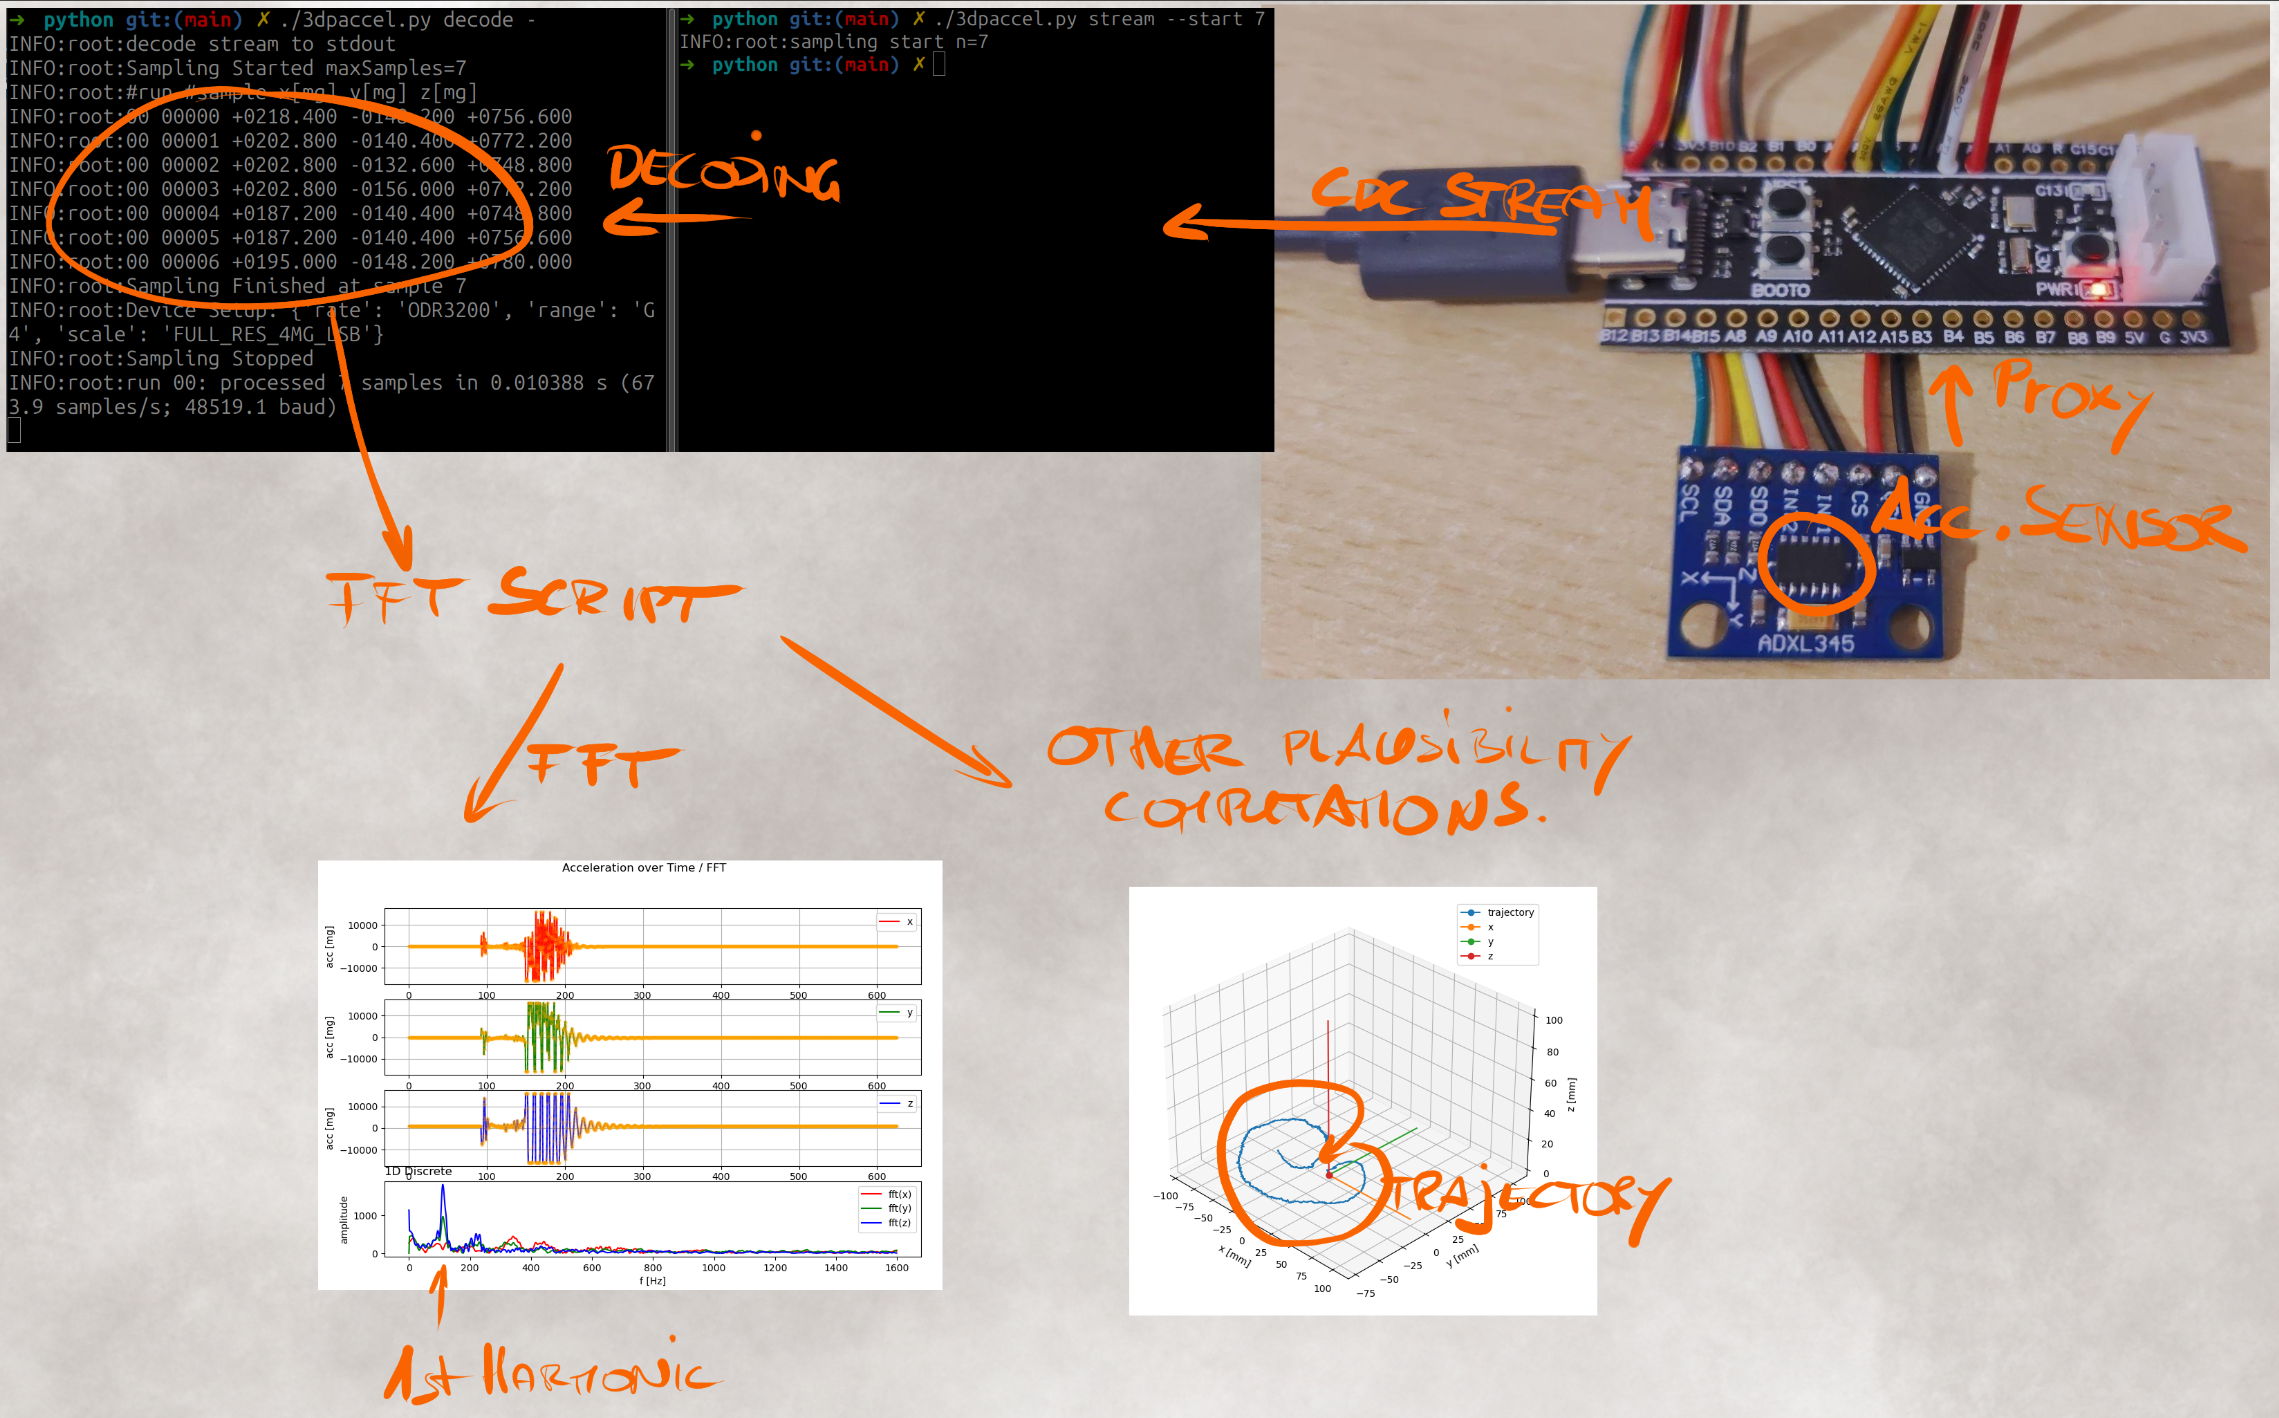 ➜ python git:(main) ✗ ./3dpaccel.py decode -
INFO:root:decode stream to stdout
INFO:root:Sampling Started maxSamples=7
INFO:root:#run #sample x[mg] y[mg] z[mg]
INFO:root:00 00000 +0218.400 -0148.200 +0756.600
INFO:root:00 00001 +0202.800 -0140.400 +0772.200
INFO:root:00 00002 +0202.800 -0132.600 +0748.800
INFO:root:00 00003 +0202.800 -0156.000 +0772.200
INFO:root:00 00004 +0187.200 -0140.400 +0748.800
INFO:root:00 00005 +0187.200 -0140.400 +0756.600
INFO:root:00 00006 +0195.000 -0148.200 +0780.000
INFO:root:Sampling Finished at sample 7
INFO:root:Device Setup: {'rate': 'ODR3200', 'range': 'G
4', 'scale': 'FULL_RES_4MG_LSB'}
INFO:root:Sampling Stopped
INFO:root:run 00: processed 7 samples in 0.010388 s (67
3.9 samples/s; 48519.1 baud)
➜ python git:(main) ✗ ./3dpaccel.py stream --start 7
INFO:root:sampling start n=7
➜ python git:(main) ✗
DECODING
CDC STREAM
3V3 B10 B2 B1 B0 A1 A0 R C15
C131
BOOT0
KEY
PWR
B12 B13 B14 B15 A8 A9 A10 A11 A12 A15 B3 B4 B5 B6 B7 B8 B9 5V G 3V3
PROXY
SCL SDA SDO IN2 IN1 CS
ACC. SENSOR
X Z
Y
ADXL345
FFT SCRIPT
FFT
OTHER PLAUSIBILITY
COMPUTATIONS.
Acceleration over Time / FFT
acc [mg]
10000
0
−10000
x
0 100 200 300 400 500 600
acc [mg]
10000
0
−10000
y
0 100 200 300 400 500 600
acc [mg]
10000
0
−10000
z
0 100 200 300 400 500 600
1D Discrete
amplitude
1000
0
fft(x)
fft(y)
fft(z)
0 200 400 600 800 1000 1200 1400 1600
f [Hz]
1st HARMONIC
trajectory
x
y
z
100
80
60
40
20
0
z [mm]
−100 −75 −50 −25 0 25 50 75 100
x [mm]
−75 −50 −25 0 25 75 100
y [mm]
TRAJECTORY